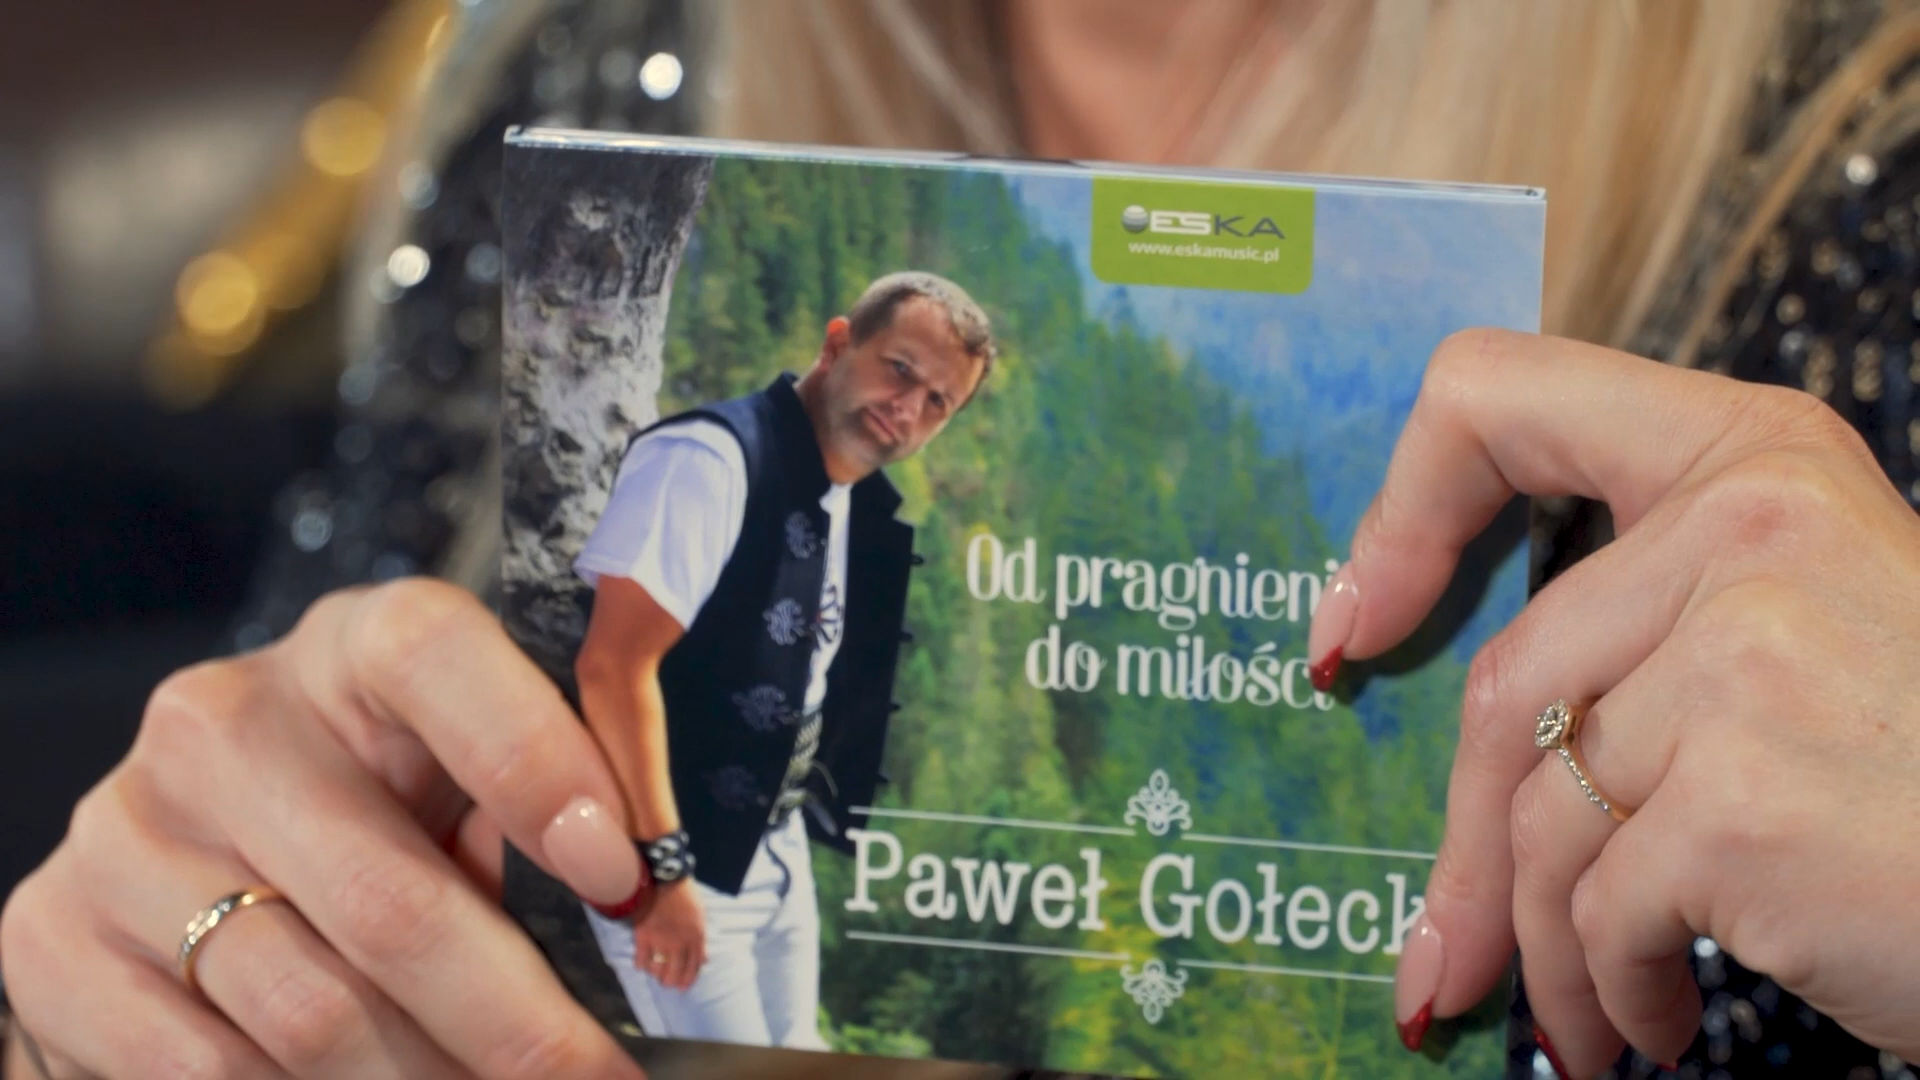 ESKA
www.eskamusic.pl
Od pragnieni
do miłości
Paweł Gołeck